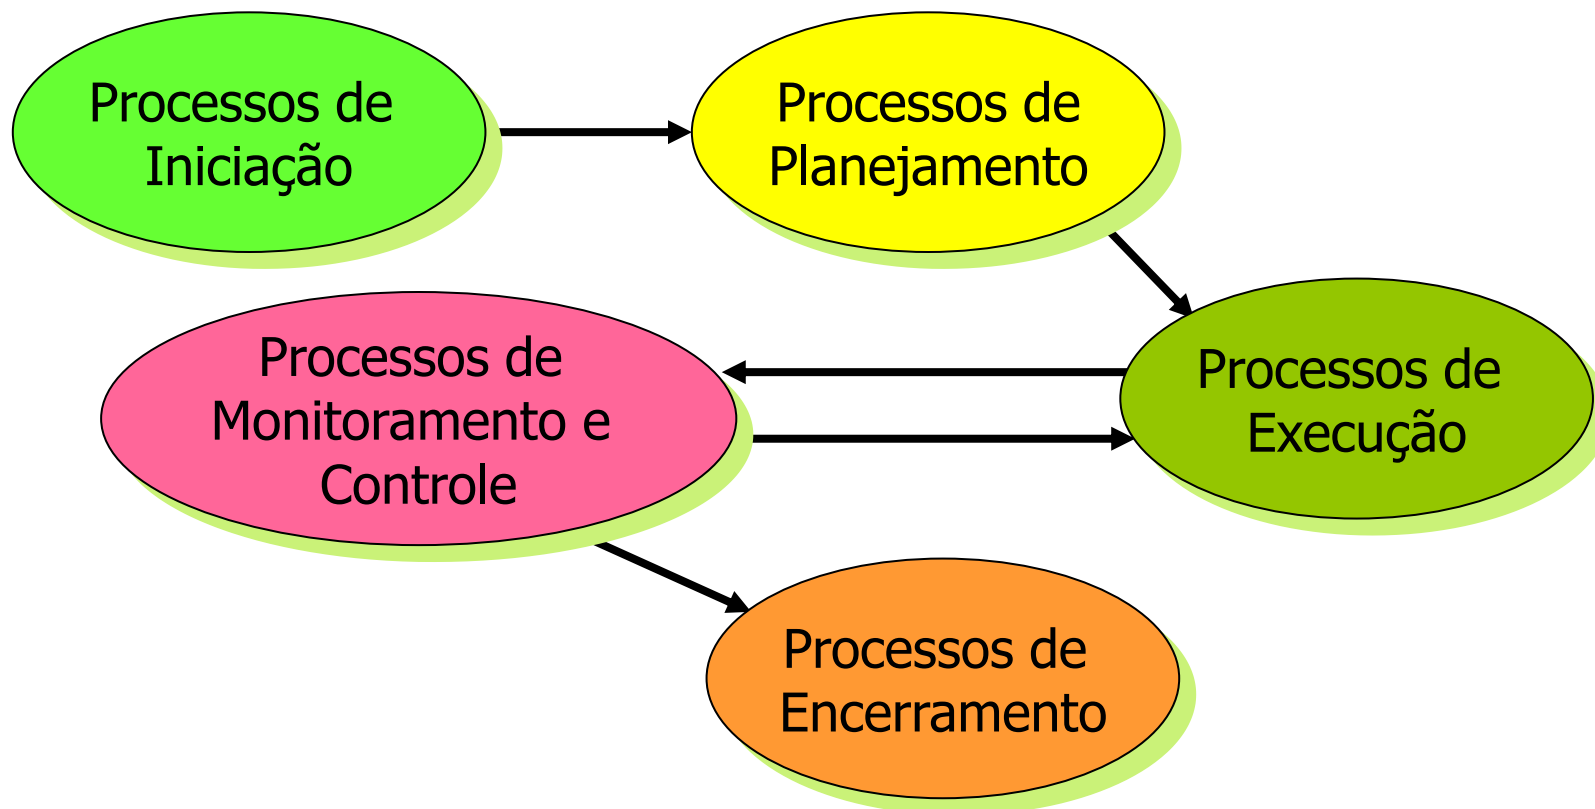 Processos de
Iniciação
Processos de
Planejamento
Processos de
Monitoramento e
Controle
Processos de
Execução
Processos de
Encerramento